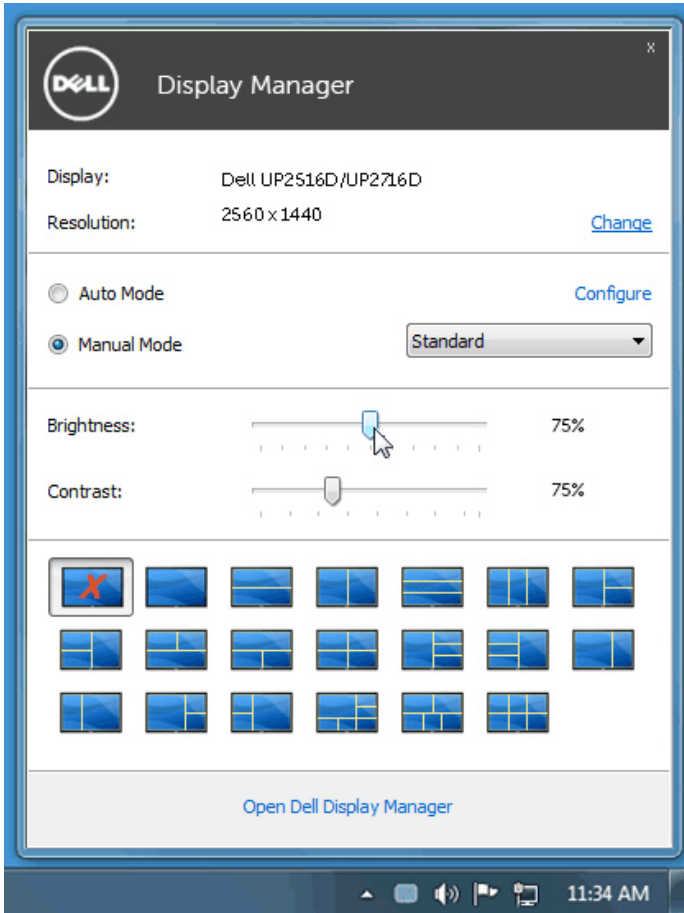 DELL
Display Manager
x
Display: Dell UP2516D/UP2716D
Resolution: 2560 x 1440 Change
Auto Mode Configure
Manual Mode Standard
Brightness: 75%
Contrast: 75%
X
Open Dell Display Manager
11:34 AM